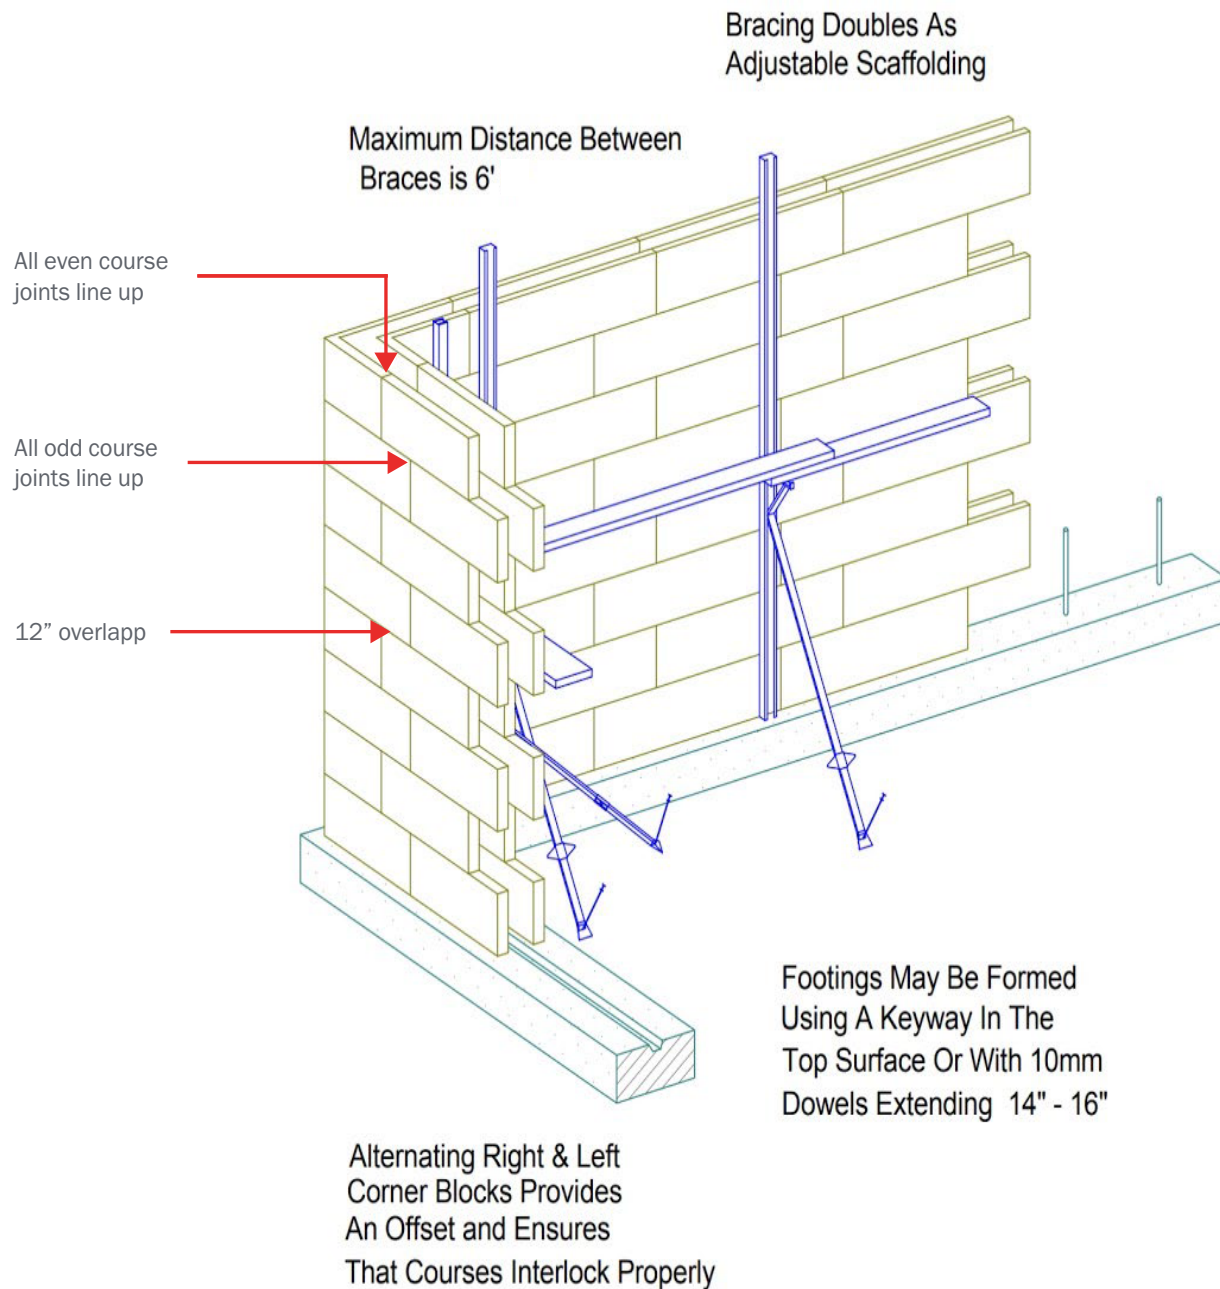 Bracing Doubles As
Adjustable Scaffolding
Maximum Distance Between
Braces is 6'
All even course
joints line up
All odd course
joints line up
12” overlapp
Footings May Be Formed
Using A Keyway In The
Top Surface Or With 10mm
Dowels Extending 14" - 16"
Alternating Right & Left
Corner Blocks Provides
An Offset and Ensures
That Courses Interlock Properly